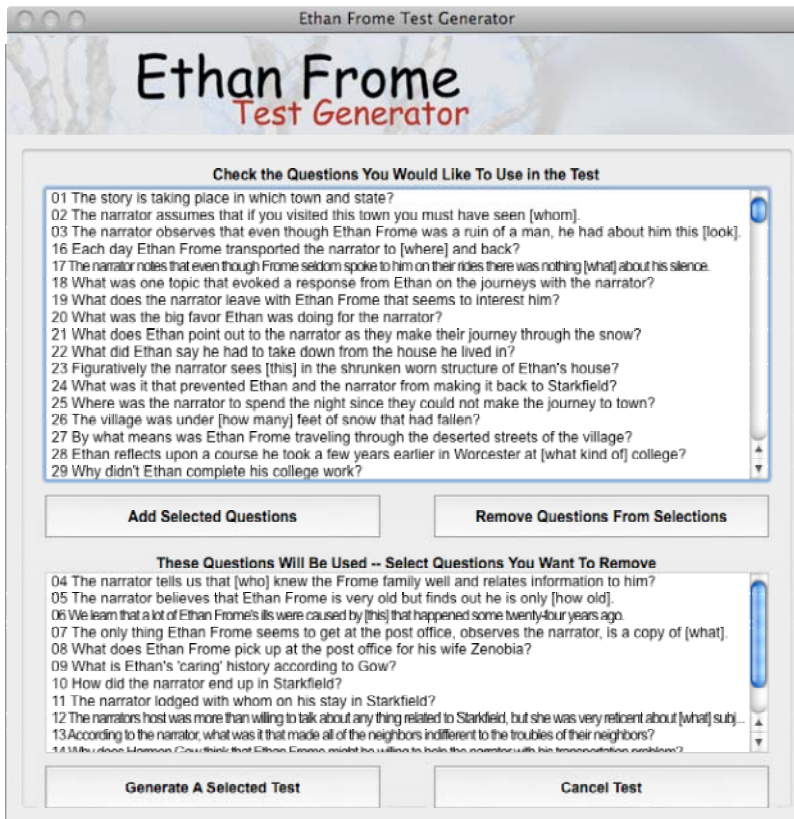 Ethan Frome Test Generator
Ethan Frome
Test Generator
Check the Questions You Would Like To Use in the Test
01 The story is taking place in which town and state?
02 The narrator assumes that if you visited this town you must have seen [whom].
03 The narrator observes that even though Ethan Frome was a ruin of a man, he had about him this [look].
16 Each day Ethan Frome transported the narrator to [where] and back?
17 The narrator notes that even though Frome seldom spoke to him on their rides there was nothing [what] about his silence.
18 What was one topic that evoked a response from Ethan on the journeys with the narrator?
19 What does the narrator leave with Ethan Frome that seems to interest him?
20 What was the big favor Ethan was doing for the narrator?
21 What does Ethan point out to the narrator as they make their journey through the snow?
22 What did Ethan say he had to take down from the house he lived in?
23 Figuratively the narrator sees [this] in the shrunken worn structure of Ethan's house?
24 What was it that prevented Ethan and the narrator from making it back to Starkfield?
25 Where was the narrator to spend the night since they could not make the journey to town?
26 The village was under [how many] feet of snow that had fallen?
27 By what means was Ethan Frome traveling through the deserted streets of the village?
28 Ethan reflects upon a course he took a few years earlier in Worcester at [what kind of] college?
29 Why didn't Ethan complete his college work?
Add Selected Questions
Remove Questions From Selections
These Questions Will Be Used -- Select Questions You Want To Remove
04 The narrator tells us that [who] knew the Frome family well and relates information to him?
05 The narrator believes that Ethan Frome is very old but finds out he is only [how old].
06 We learn that a lot of Ethan Frome's ills were caused by [this] that happened some twenty-four years ago.
07 The only thing Ethan Frome seems to get at the post office, observes the narrator, is a copy of [what].
08 What does Ethan Frome pick up at the post office for his wife Zenobia?
09 What is Ethan's 'caring' history according to Gow?
10 How did the narrator end up in Starkfield?
11 The narrator lodged with whom on his stay in Starkfield?
12 The narrators host was more than willing to talk about any thing related to Starkfield, but she was very reticent about [what] subj...
13 According to the narrator, what was it that made all of the neighbors indifferent to the troubles of their neighbors?
14 Why does Harmon Gow think that Ethan Frome might be willing to help the narrator with his transportation problem?
Generate A Selected Test
Cancel Test